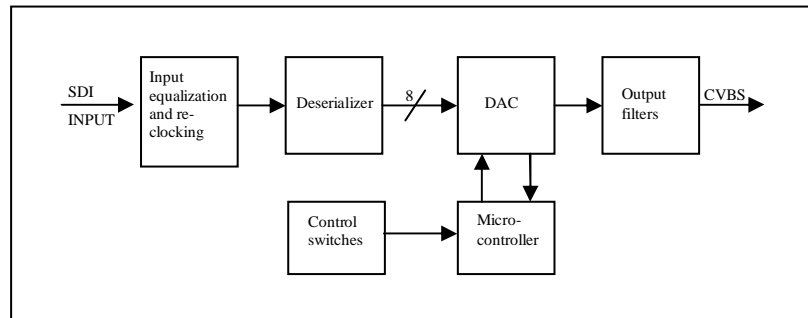 SDI
INPUT
Input
equalization
and re-
clocking
Deserializer
8
DAC
Output
filters
CVBS
Control
switches
Micro-
controller